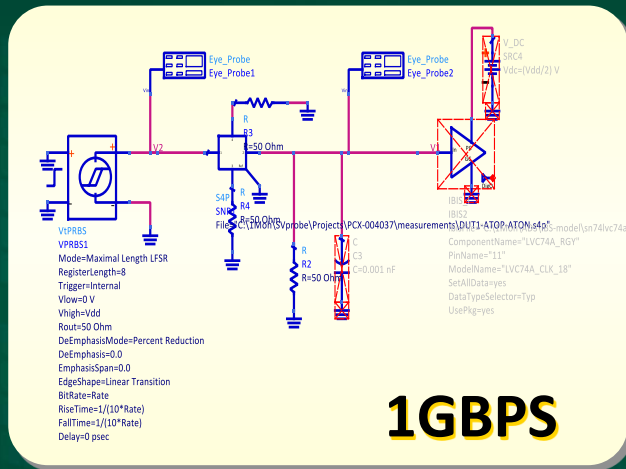 V_DC
SRC4
Vdc=(Vdd/2) V
Eye_Probe
Eye_Probe1
Eye_Probe
Eye_Probe2
R
R3
R=50 Ohm
V2
V1
S4P
SNP
R
R4
R=50 Ohm
File="C:\1Mon\SVprobe\Projects\PCX-004037\measurements\DUT1-ATOP-ATON.s4p"
VtPRBS
VPRBS1
Mode=Maximal Length LFSR
RegisterLength=8
Trigger=Internal
Vlow=0 V
Vhigh=Vdd
Rout=50 Ohm
DeEmphasisMode=Percent Reduction
DeEmphasis=0.0
EmphasisSpan=0.0
EdgeShape=Linear Transition
BitRate=Rate
RiseTime=1/(10*Rate)
FallTime=1/(10*Rate)
Delay=0 psec
R
R2
R=50 Ohm
C
C3
C=0.001 nF
IBIS
IBIS2
ComponentName="LVC74A_RGY"
PinName="11"
ModelName="LVC74A_CLK_18"
SetAllData=yes
DataTypeSelector=Typ
UsePkg=yes
1GBPS